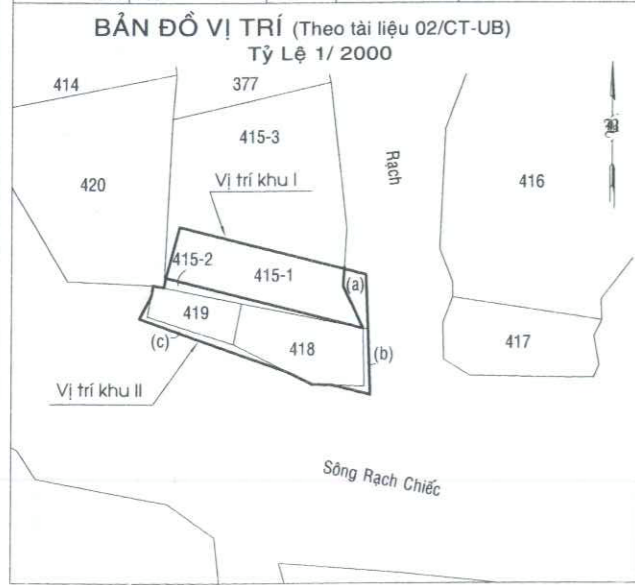 BẢN ĐỒ VỊ TRÍ (Theo tài liệu 02/CT-UB)
Tỷ Lệ 1/ 2000
414
377
415-3
Rạch
420
416
Vị trí khu I
415-2
415-1
(a)
419
418
(b)
417
(c)
Vị trí khu II
Sông Rạch Chiếc